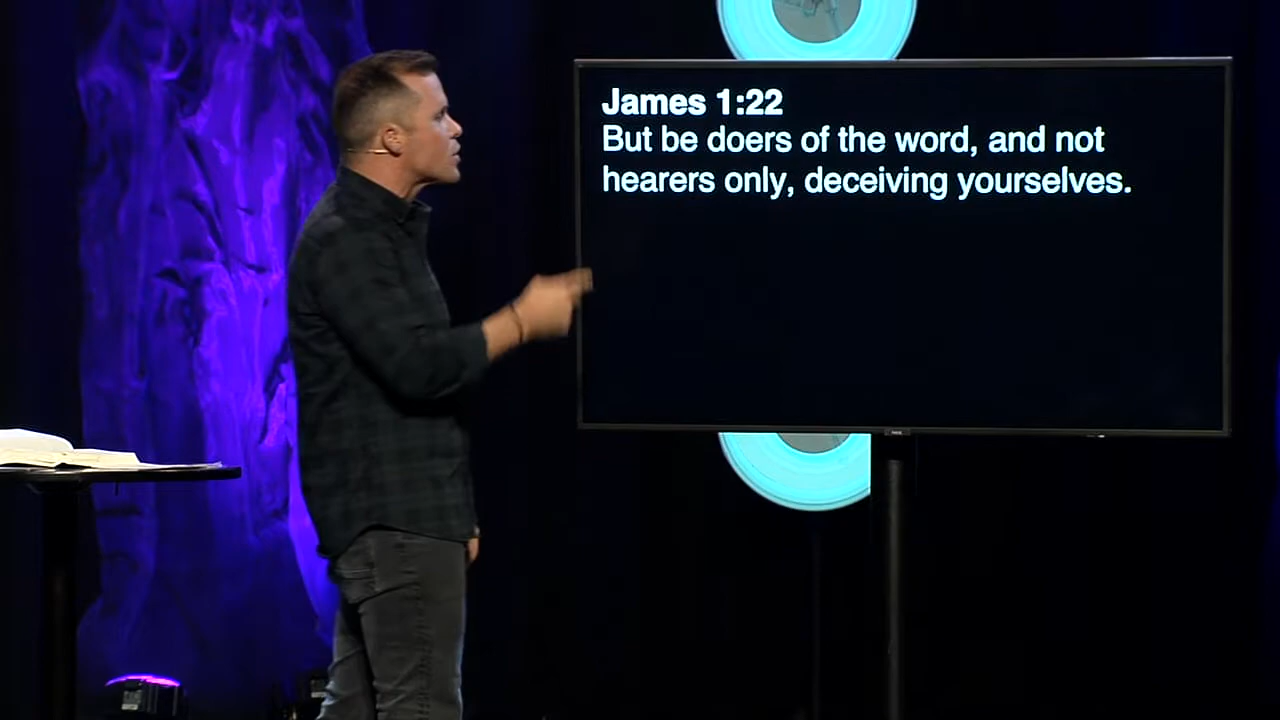 James 1:22
But be doers of the word, and not
hearers only, deceiving yourselves.